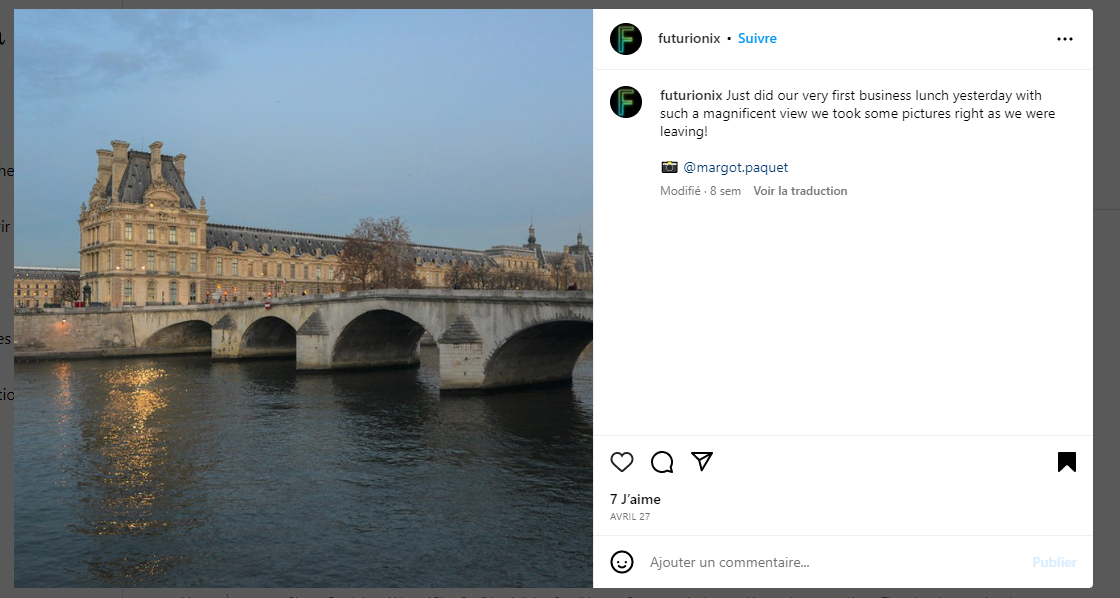 futurionix • Suivre
futurionix Just did our very first business lunch yesterday with
such a magnificent view we took some pictures right as we were
leaving!
📸 @margot.paquet
Modifié · 8 sem Voir la traduction
7 J’aime
AVRIL 27
Ajouter un commentaire... Publier